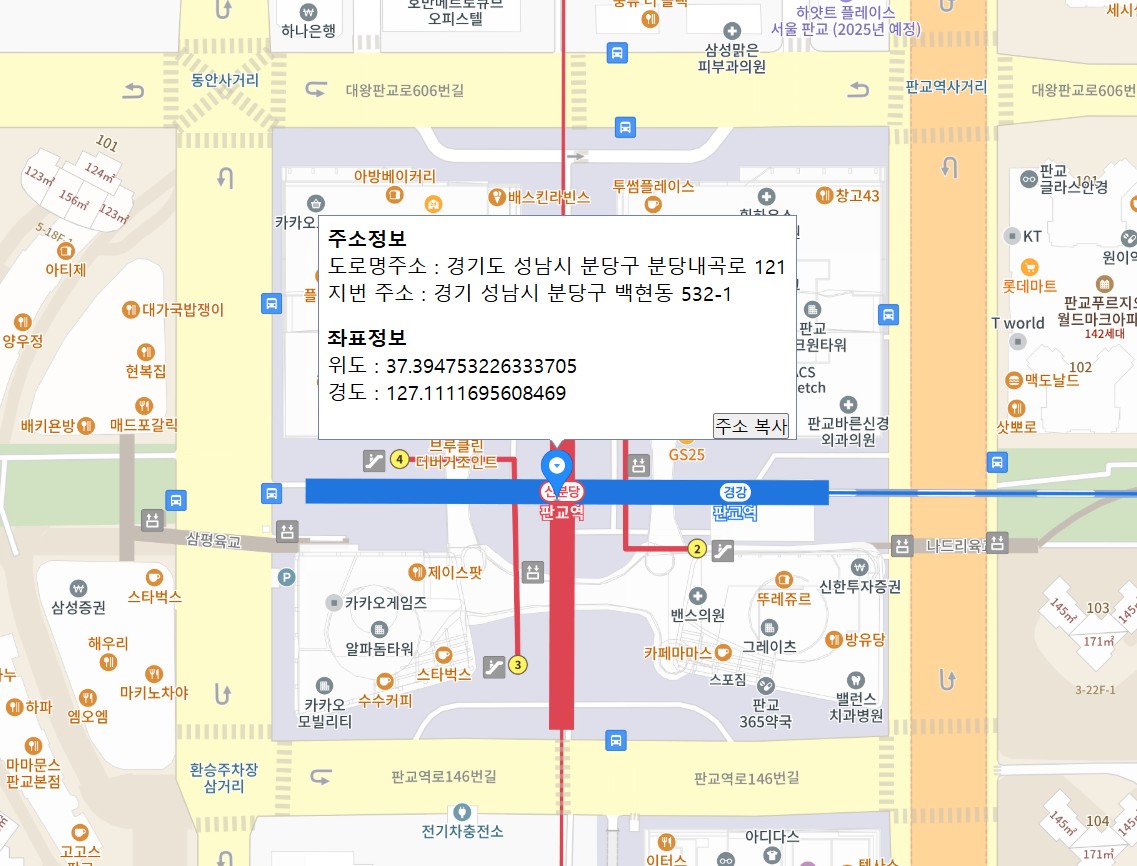 하나은행
오피스텔
하얏트 플레이스
서울 판교 (2025년 예정)
삼성맑은
피부과의원
동안사거리
대왕판교로606번길
판교역사거리
대왕판교로606번
101
123㎡
124㎡
156㎡
123㎡
5-18F-1
아티제
대가국밥쟁이
양우정
현복집
배키욘방
매드포갈릭
아방베이커리
배스킨라빈스
투썸플레이스
창고43
판교
글라스안경
KT
롯데마트
판교푸르지오
월드마크아파
142세대
T world
102
맥도날드
삿뽀로
주소정보
도로명주소 : 경기도 성남시 분당구 분당내곡로 121
지번 주소 : 경기 성남시 분당구 백현동 532-1
좌표정보
위도 : 37.394753226333705
경도 : 127.1111695608469
주소 복사
판교
크원타워
판교바른신경
외과의원
브루클린
더버거조인트
4
GS25
신분당
판교역
경강
판교역
삼평육교
나드리육교
2
P
제이스팟
카카오게임즈
알파돔타워
스타벅스
수수커피
카카오
모빌리티
3
밴스의원
뚜레쥬르
신한투자증권
그레이츠
방유당
카페마마스
스포짐
판교
365약국
밸런스
치과병원
삼성증권
스타벅스
해우리
마키노차야
하파
엠오엠
마마문스
판교본점
고고스
환승주차장
삼거리
판교역로146번길
판교역로146번길
전기차충전소
아디다스
이터스
텍사스
145㎡
103
171㎡
145㎡
3-22F-1
145㎡
104
171㎡